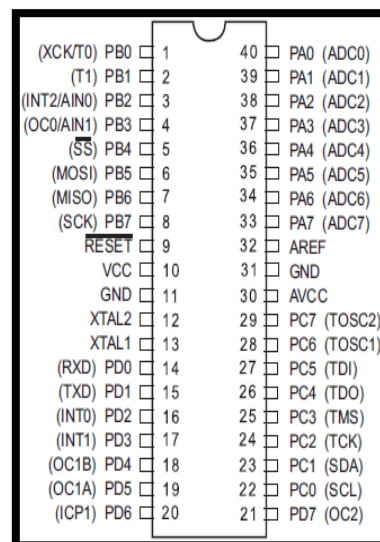 (XCK/T0) PB0 1 40 PA0 (ADC0)
(T1) PB1 2 39 PA1 (ADC1)
(INT2/AIN0) PB2 3 38 PA2 (ADC2)
(OC0/AIN1) PB3 4 37 PA3 (ADC3)
(SS) PB4 5 36 PA4 (ADC4)
(MOSI) PB5 6 35 PA5 (ADC5)
(MISO) PB6 7 34 PA6 (ADC6)
(SCK) PB7 8 33 PA7 (ADC7)
RESET 9 32 AREF
VCC 10 31 GND
GND 11 30 AVCC
XTAL2 12 29 PC7 (TOSC2)
XTAL1 13 28 PC6 (TOSC1)
(RXD) PD0 14 27 PC5 (TDI)
(TXD) PD1 15 26 PC4 (TDO)
(INT0) PD2 16 25 PC3 (TMS)
(INT1) PD3 17 24 PC2 (TCK)
(OC1B) PD4 18 23 PC1 (SDA)
(OC1A) PD5 19 22 PC0 (SCL)
(ICP1) PD6 20 21 PD7 (OC2)